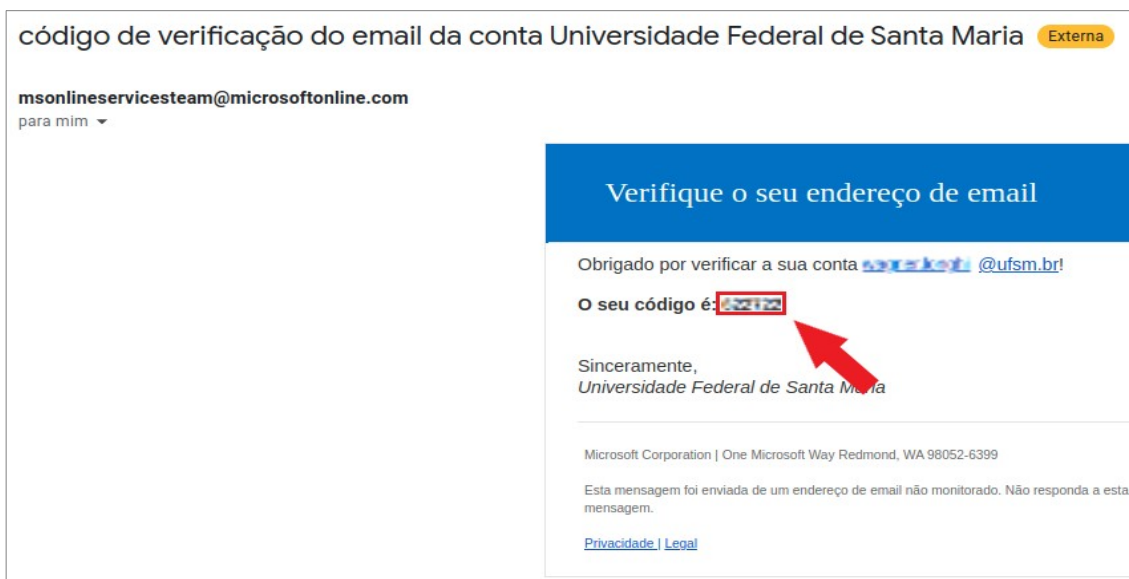 código de verificação do email da conta Universidade Federal de Santa Maria Externa
msonlineservicesteam@microsoftonline.com
para mim
Verifique o seu endereço de email
Obrigado por verificar a sua conta @ufsm.br!
O seu código é:
Sinceramente,
Universidade Federal de Santa Maria
Microsoft Corporation | One Microsoft Way Redmond, WA 98052-6399
Esta mensagem foi enviada de um endereço de email não monitorado. Não responda a esta
mensagem.
Privacidade | Legal